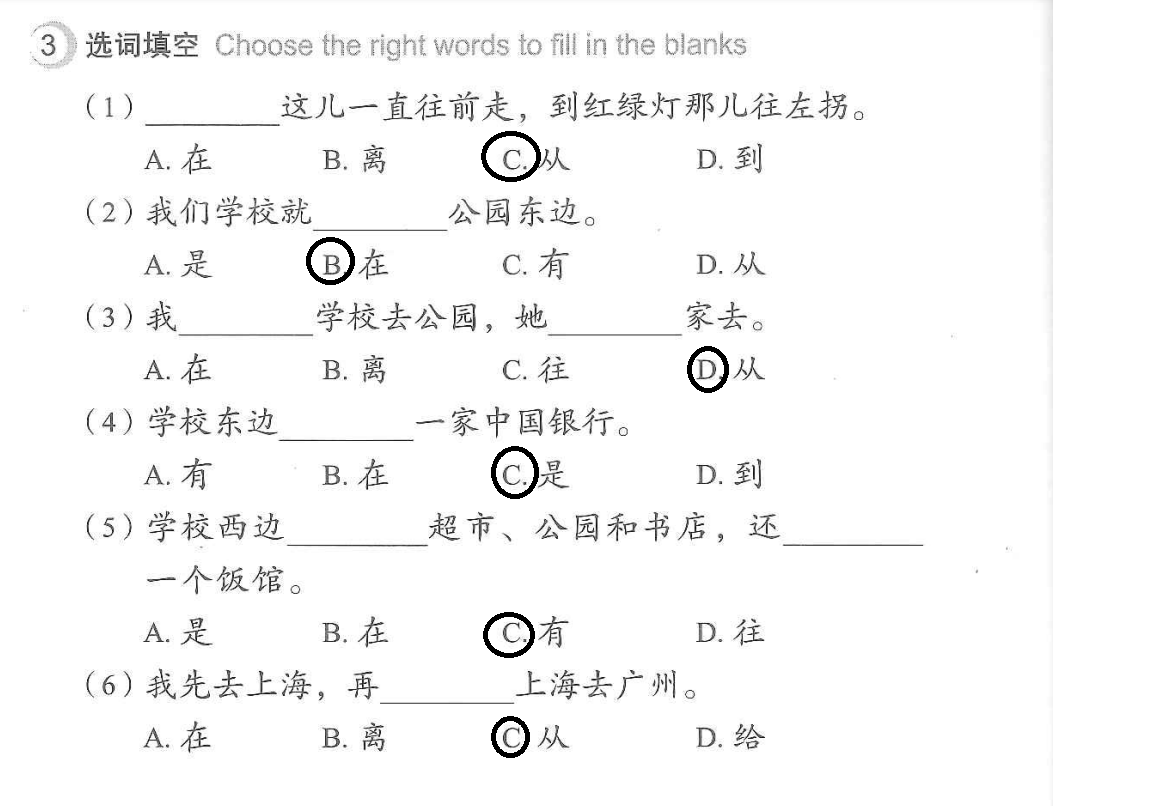 3 选词填空 Choose the right words to fill in the blanks
（1）________这儿一直往前走，到红绿灯那儿往左拐。
A. 在 B. 离 C. 从 D. 到
（2）我们学校就________公园东边。
A. 是 B. 在 C. 有 D. 从
（3）我________学校去公园，她________家去。
A. 在 B. 离 C. 往 D. 从
（4）学校东边________一家中国银行。
A. 有 B. 在 C. 是 D. 到
（5）学校西边________超市、公园和书店，还________
一个饭馆。
A. 是 B. 在 C. 有 D. 往
（6）我先去上海，再________上海去广州。
A. 在 B. 离 C. 从 D. 给